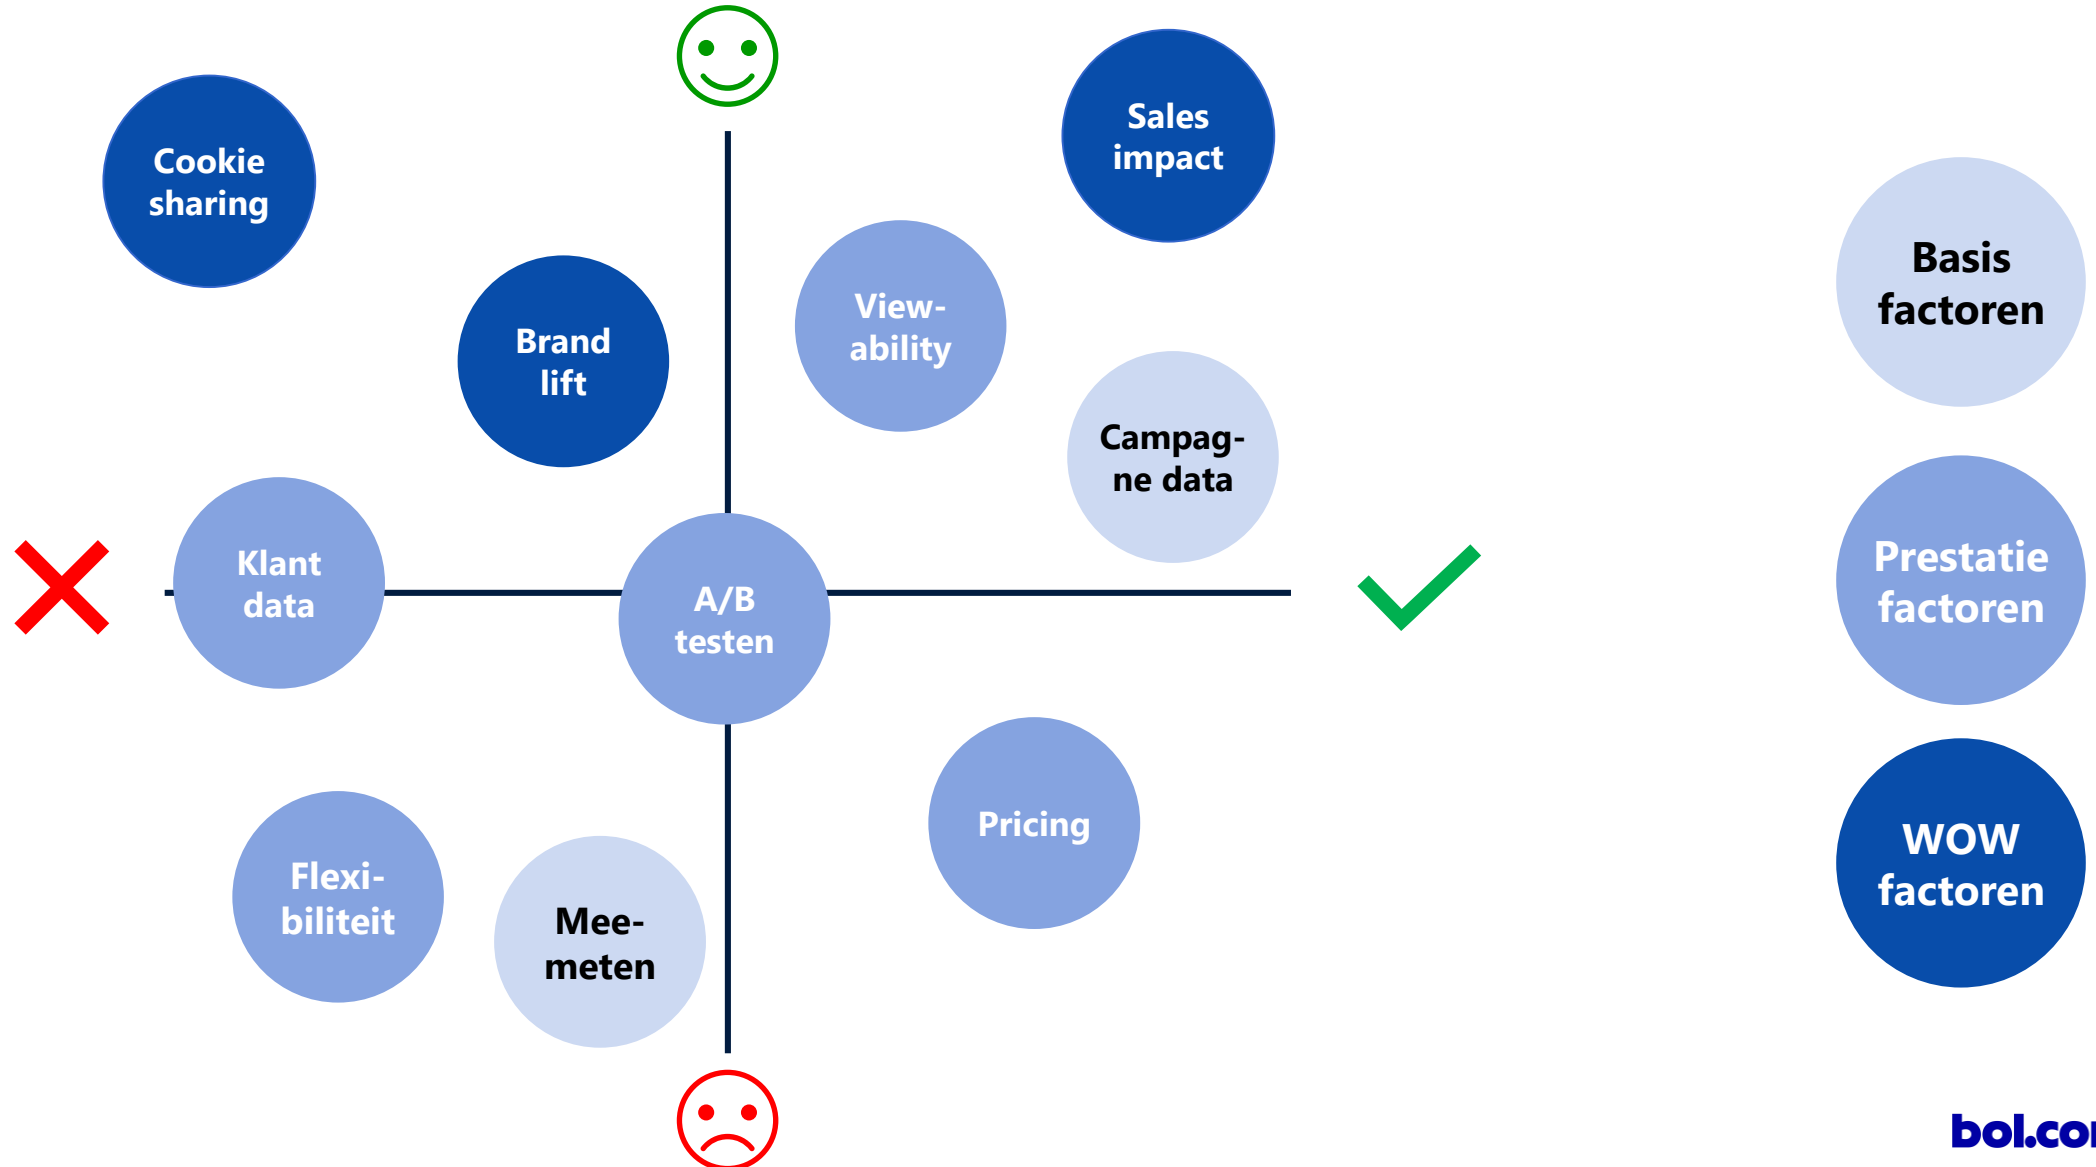 Cookie
sharing
Sales
impact
View-
ability
Brand
lift
Campag-
ne data
Klant
data
A/B
testen
Pricing
Flexi-
biliteit
Mee-
meten
Basis
factoren
Prestatie
factoren
WOW
factoren
bol.com